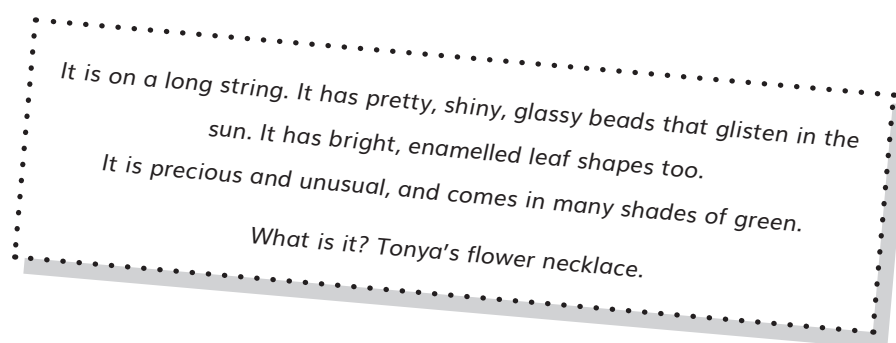 It is on a long string. It has pretty, shiny, glassy beads that glisten in the
sun. It has bright, enamelled leaf shapes too.
It is precious and unusual, and comes in many shades of green.
What is it? Tonya’s flower necklace.